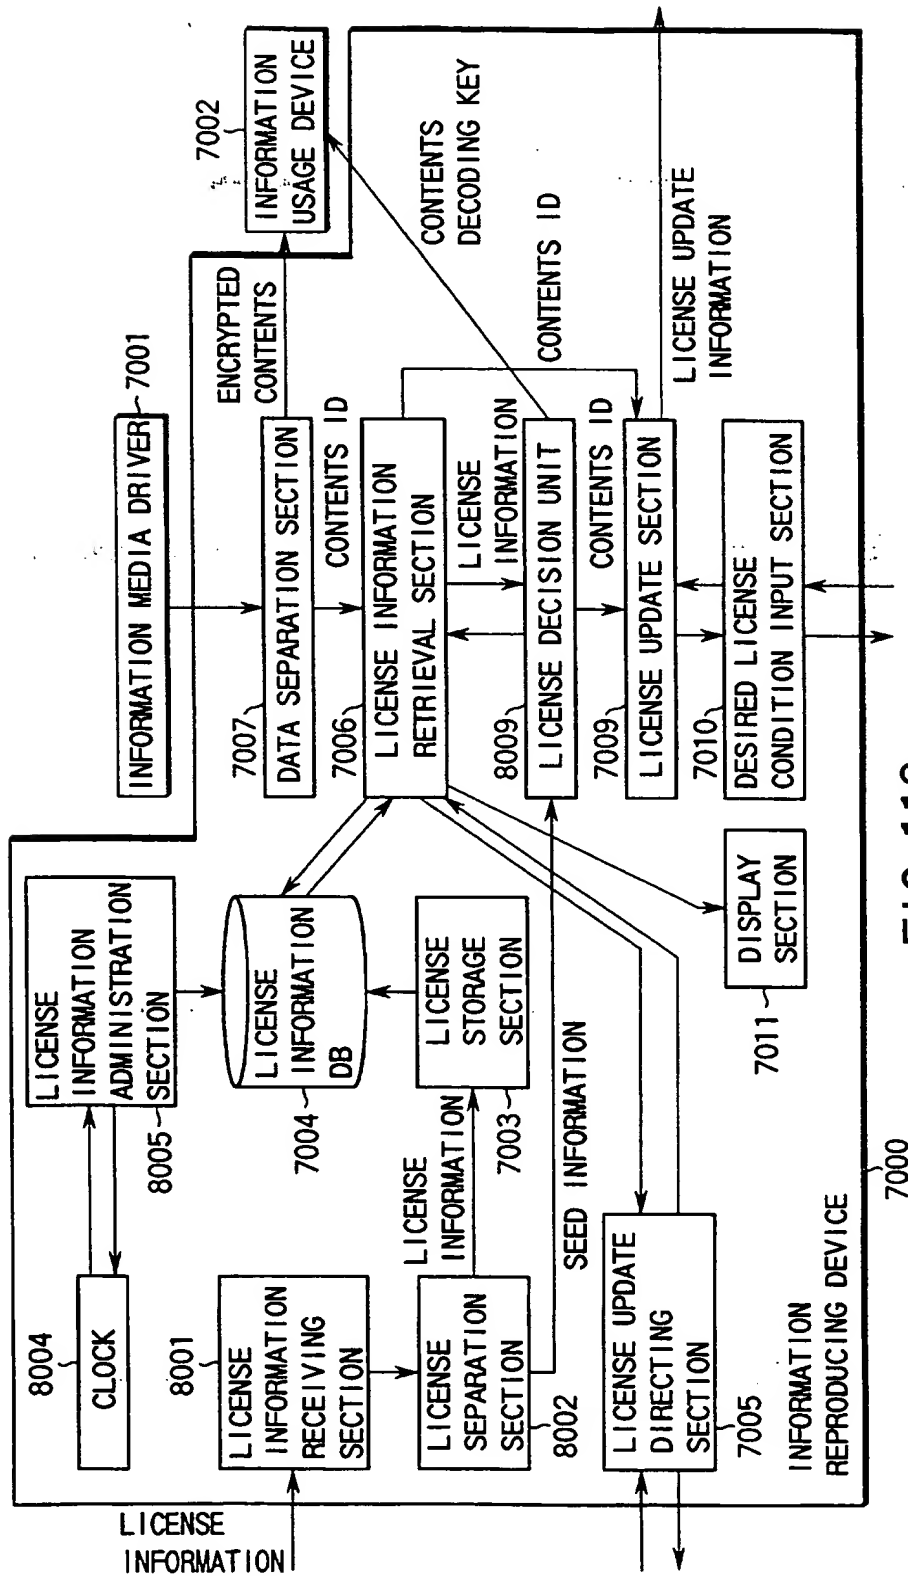 LICENSE
INFORMATION
8004
CLOCK
LICENSE
INFORMATION
ADMINISTRATION
SECTION
8005
8001
LICENSE
INFORMATION
RECEIVING
SECTION
LICENSE
INFORMATION
DB
7004
INFORMATION MEDIA DRIVER
7001
ENCRYPTED
CONTENTS
7002
INFORMATION
USAGE DEVICE
7007
DATA SEPARATION SECTION
CONTENTS ID
LICENSE
SEPARATION
SECTION
8002
LICENSE
INFORMATION
LICENSE
STORAGE
SECTION
7003
7006
LICENSE INFORMATION
RETRIEVAL SECTION
LICENSE
INFORMATION
CONTENTS
DECODING KEY
CONTENTS ID
SEED INFORMATION
8009
LICENSE DECISION UNIT
CONTENTS ID
LICENSE UPDATE
DIRECTING
SECTION
7005
7009
LICENSE UPDATE SECTION
LICENSE UPDATE
INFORMATION
DISPLAY
SECTION
7011
7010
DESIRED LICENSE
CONDITION INPUT SECTION
INFORMATION
REPRODUCING DEVICE
7000